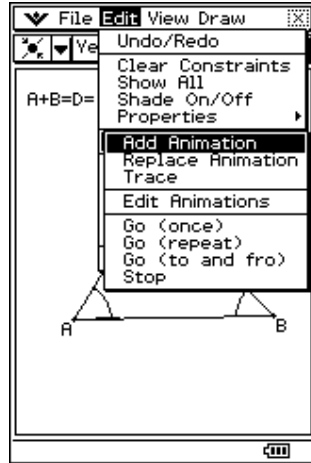 File Edit View Draw
Ye
Undo/Redo
Clear Constraints
Show All
A+B=D=
Shade On/Off
Properties
Add Animation
Replace Animation
Trace
Edit Animations
Go (once)
Go (repeat)
Go (to and fro)
Stop
A
B